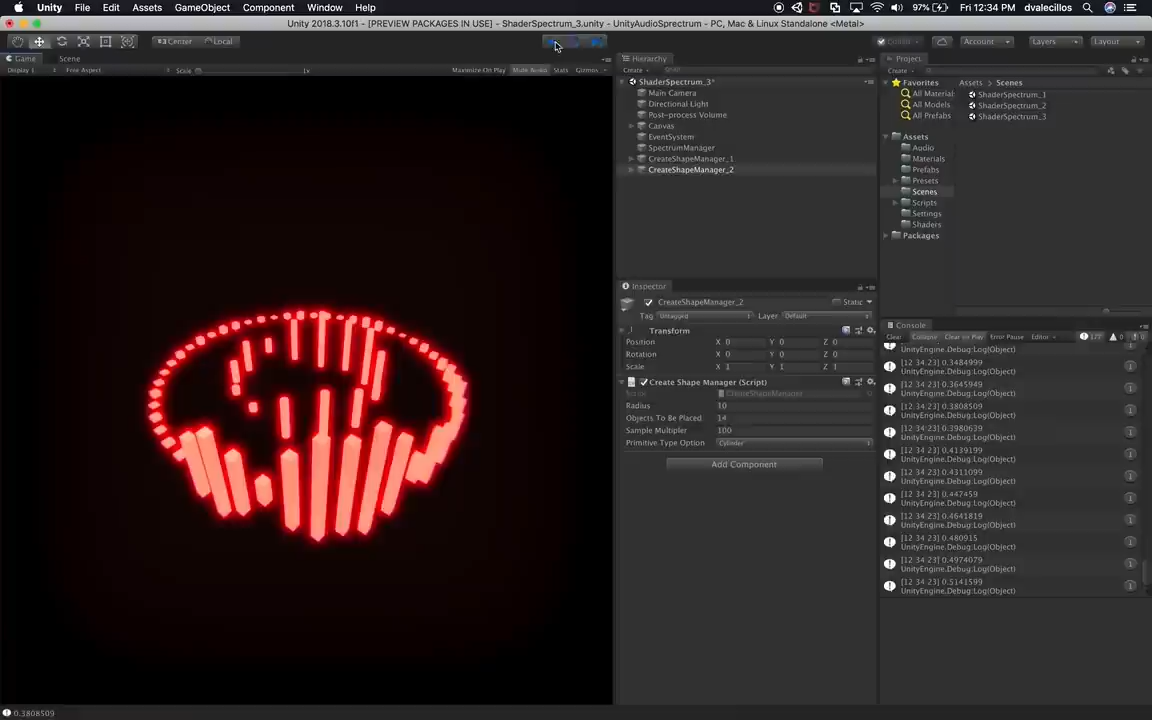 Unity File Edit Assets GameObject Component Window Help 97% Fri 12:34 PM dvalecillos
Unity 2018.3.10f1 - [PREVIEW PACKAGES IN USE] - ShaderSpectrum_3.unity - UnityAudioSpectrum - PC, Mac & Linux Standalone <Metal>
Center Local Account Layers Layout
Game Scene
Display 1 Free Aspect Scale 1x Maximize On Play Mute Audio Stats Gizmos
Hierarchy
Create
ShaderSpectrum_3*
Main Camera
Directional Light
Post-process Volume
Canvas
EventSystem
SpectrumManager
CreateShapeManager_1
CreateShapeManager_2
Project
Create
Favorites
All Material
All Models
All Prefabs
Assets
Audio
Materials
Prefabs
Presets
Scenes
Scripts
Settings
Shaders
Packages
Assets > Scenes
ShaderSpectrum_1
ShaderSpectrum_2
ShaderSpectrum_3
Inspector
CreateShapeManager_2 Static
Tag Untagged Layer Default
Transform
Position X 0 Y 0 Z 0
Rotation X 0 Y 0 Z 0
Scale X 1 Y 1 Z 1
Create Shape Manager (Script)
Script CreateShapeManager
Radius 10
Objects To Be Placed 14
Sample Multiplier 100
Primitive Type Option Cylinder
Add Component
Console
Clear Collapse Clear on Play Error Pause Editor 177 0 0
UnityEngine.Debug:Log(Object)
[12 34 23] 0.3484999
UnityEngine.Debug:Log(Object)
[12 34 23] 0.3645949
UnityEngine.Debug:Log(Object)
[12 34 23] 0.3808509
UnityEngine.Debug:Log(Object)
[12 34 23] 0.3980639
UnityEngine.Debug:Log(Object)
[12 34 23] 0.4139199
UnityEngine.Debug:Log(Object)
[12 34 23] 0.4311099
UnityEngine.Debug:Log(Object)
[12 34 23] 0.447459
UnityEngine.Debug:Log(Object)
[12 34 23] 0.4641819
UnityEngine.Debug:Log(Object)
[12 34 23] 0.480915
UnityEngine.Debug:Log(Object)
[12 34 23] 0.4974079
UnityEngine.Debug:Log(Object)
[12 34 23] 0.5141599
UnityEngine.Debug:Log(Object)
0.3808509